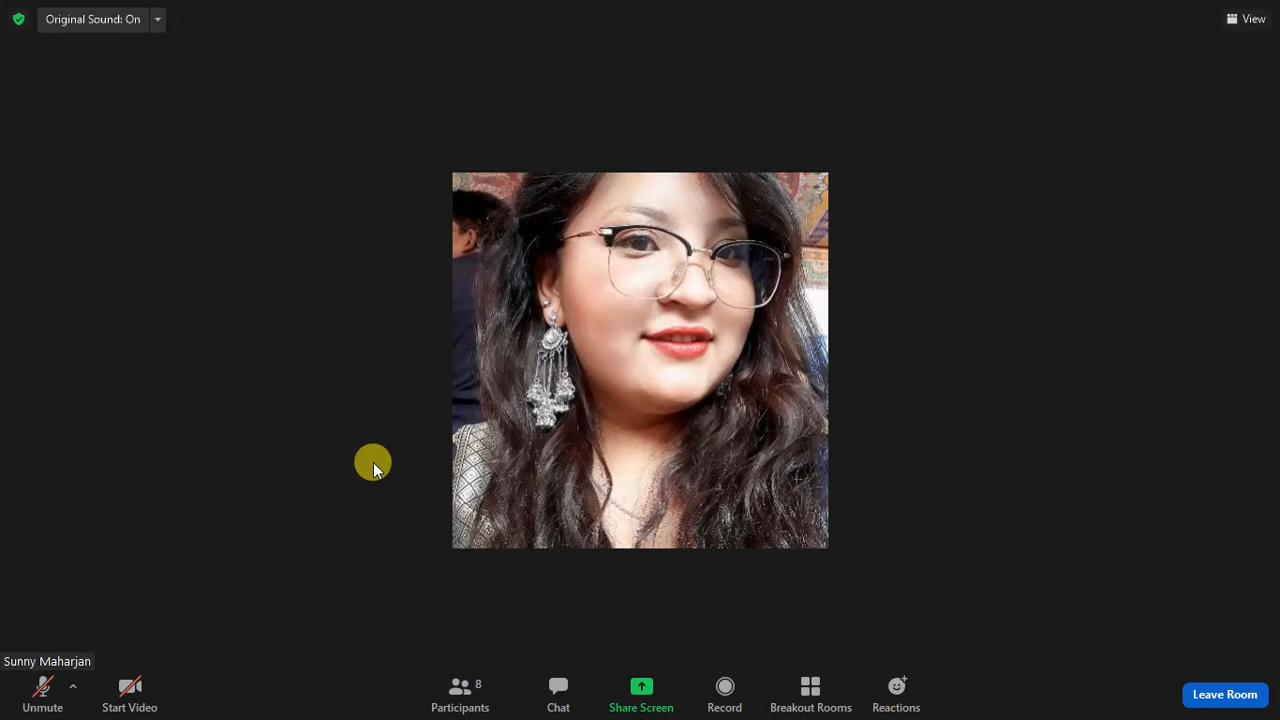 Original Sound: On
View
Sunny Maharjan
Unmute
Start Video
8
Participants
Chat
Share Screen
Record
Breakout Rooms
Reactions
Leave Room